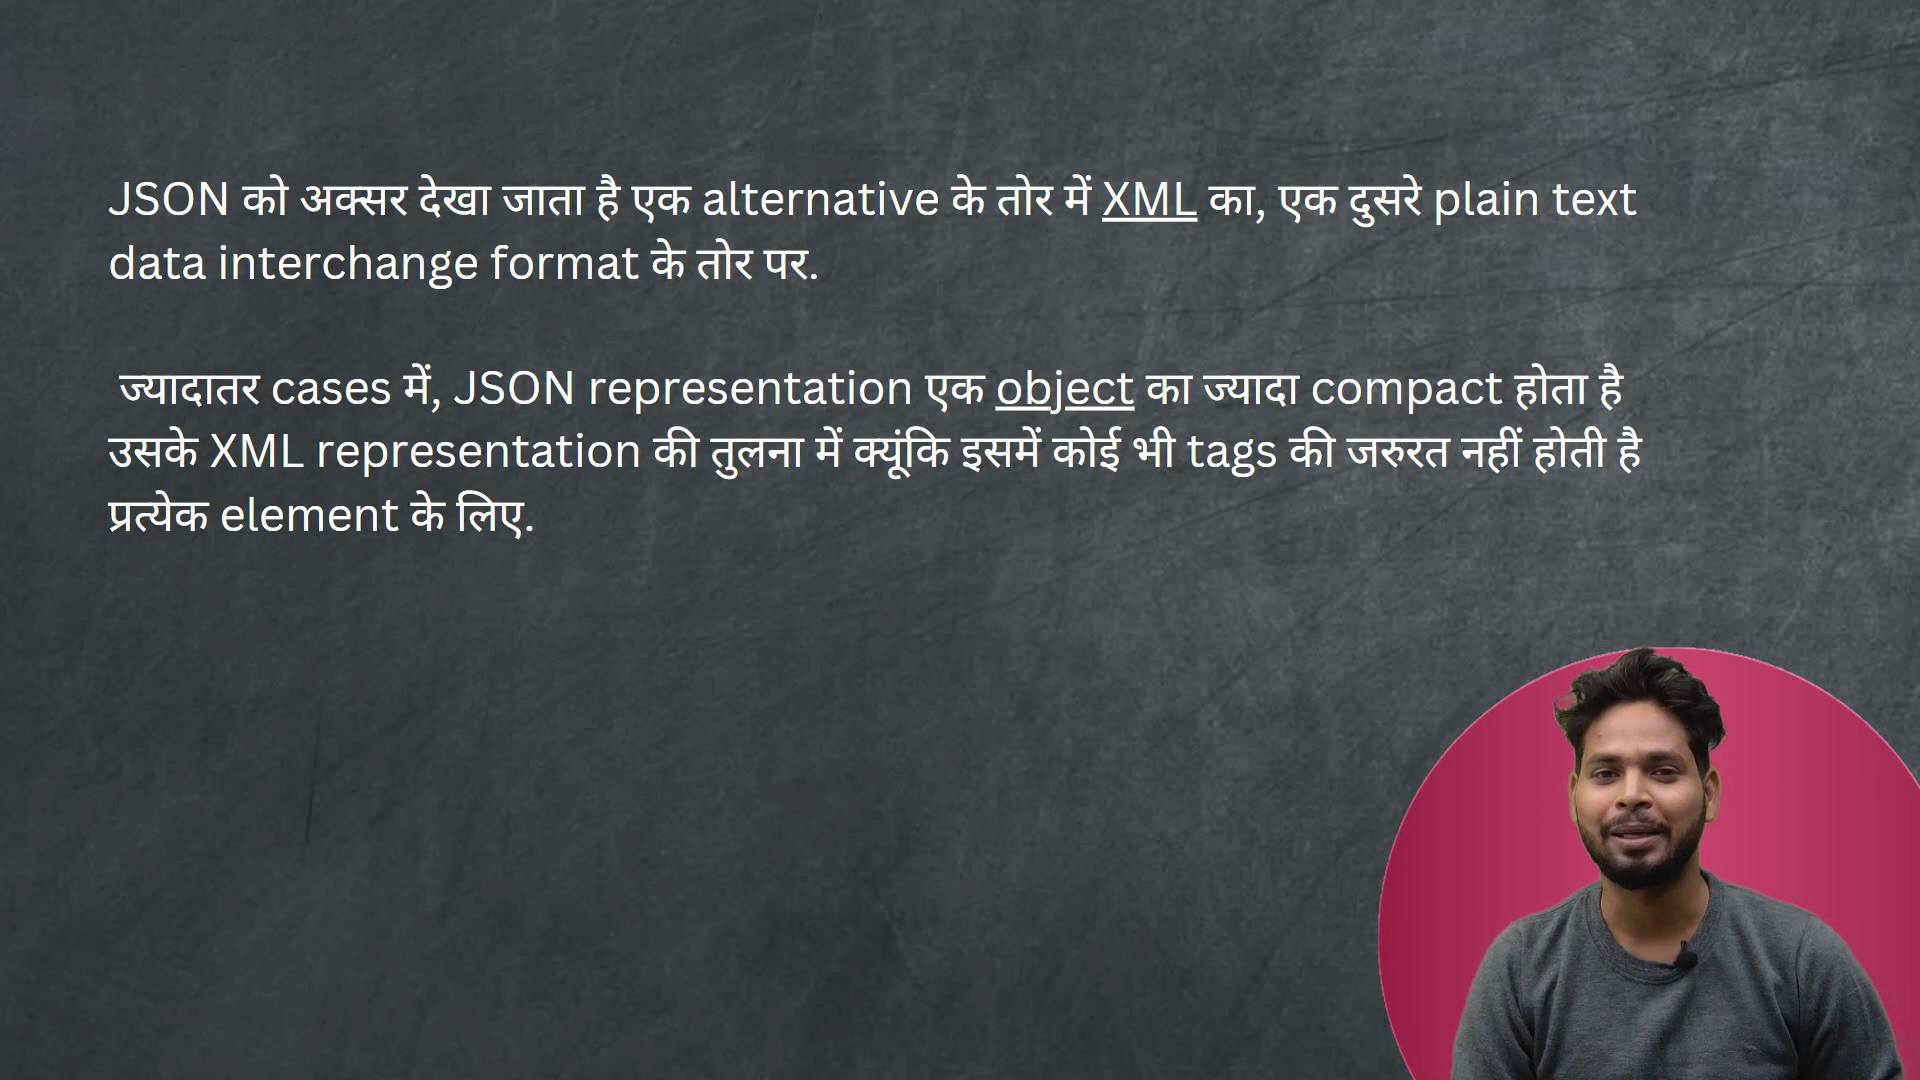 JSON को अक्सर देखा जाता है एक alternative के तोर में XML का, एक दुसरे plain text
data interchange format के तोर पर.
ज्यादातर cases में, JSON representation एक object का ज्यादा compact होता है
उसके XML representation की तुलना में क्यूंकि इसमें कोई भी tags की जरुरत नहीं होती है
प्रत्येक element के लिए.